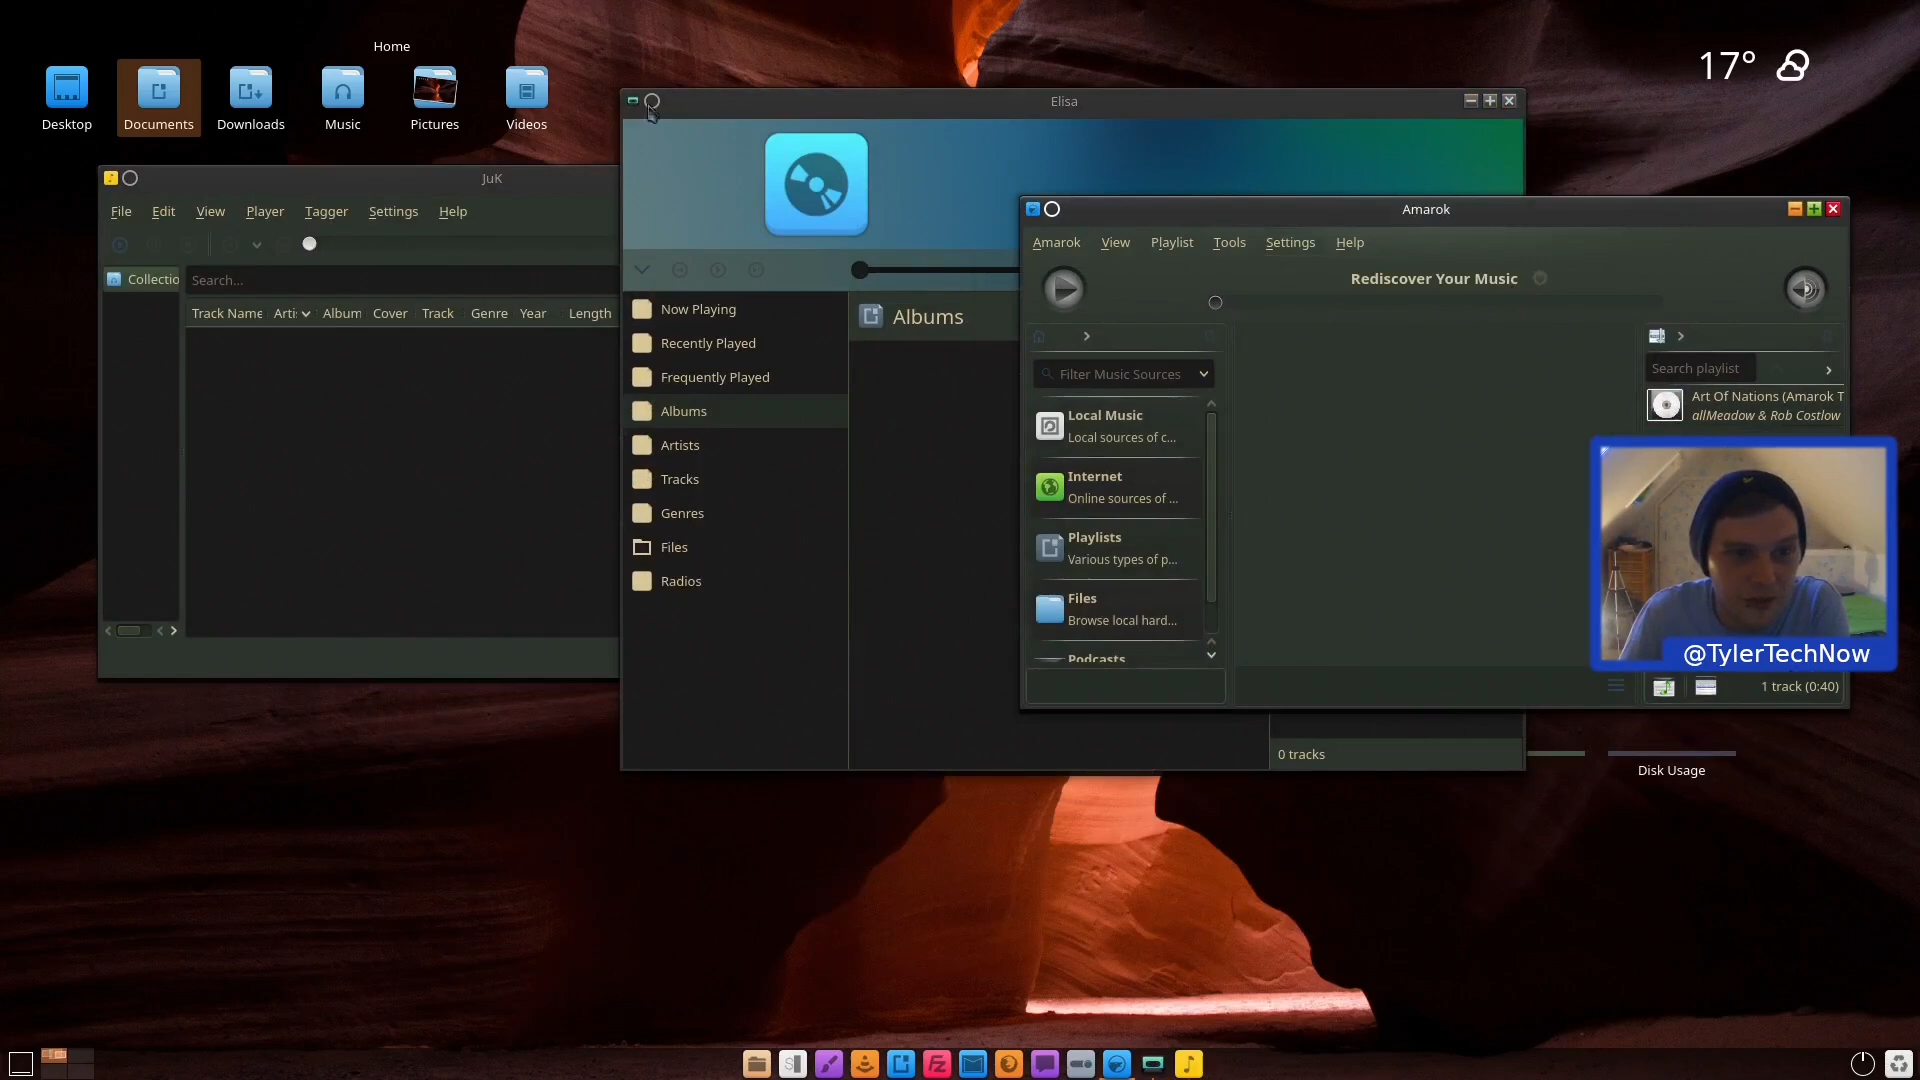 Home
17°
Desktop
Documents
Downloads
Music
Pictures
Videos
JuK
File Edit View Player Tagger Settings Help
Collectio
Search...
Track Name Arti Album Cover Track Genre Year Length
Elisa
Now Playing
Recently Played
Frequently Played
Albums
Artists
Tracks
Genres
Files
Radios
Albums
0 tracks
Amarok
Amarok View Playlist Tools Settings Help
Rediscover Your Music
Filter Music Sources
Local Music
Local sources of c...
Internet
Online sources of ...
Playlists
Various types of p...
Files
Browse local hard...
Podcasts
Search playlist
Art Of Nations (Amarok T
allMeadow & Rob Costlow
@TylerTechNow
1 track (0:40)
Disk Usage